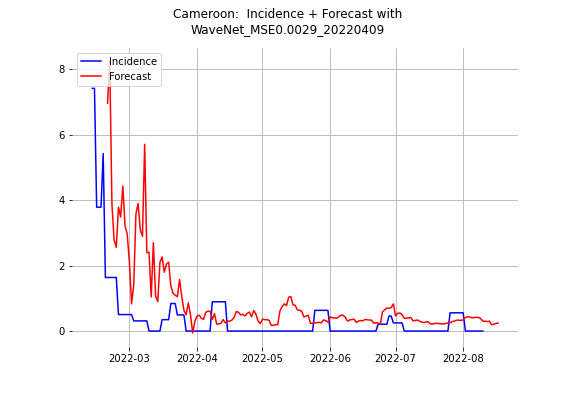 Cameroon:  Incidence + Forecast with
WaveNet_MSE0.0029_20220409
Incidence
Forecast
8
6
4
2
0
2022-03
2022-04
2022-05
2022-06
2022-07
2022-08